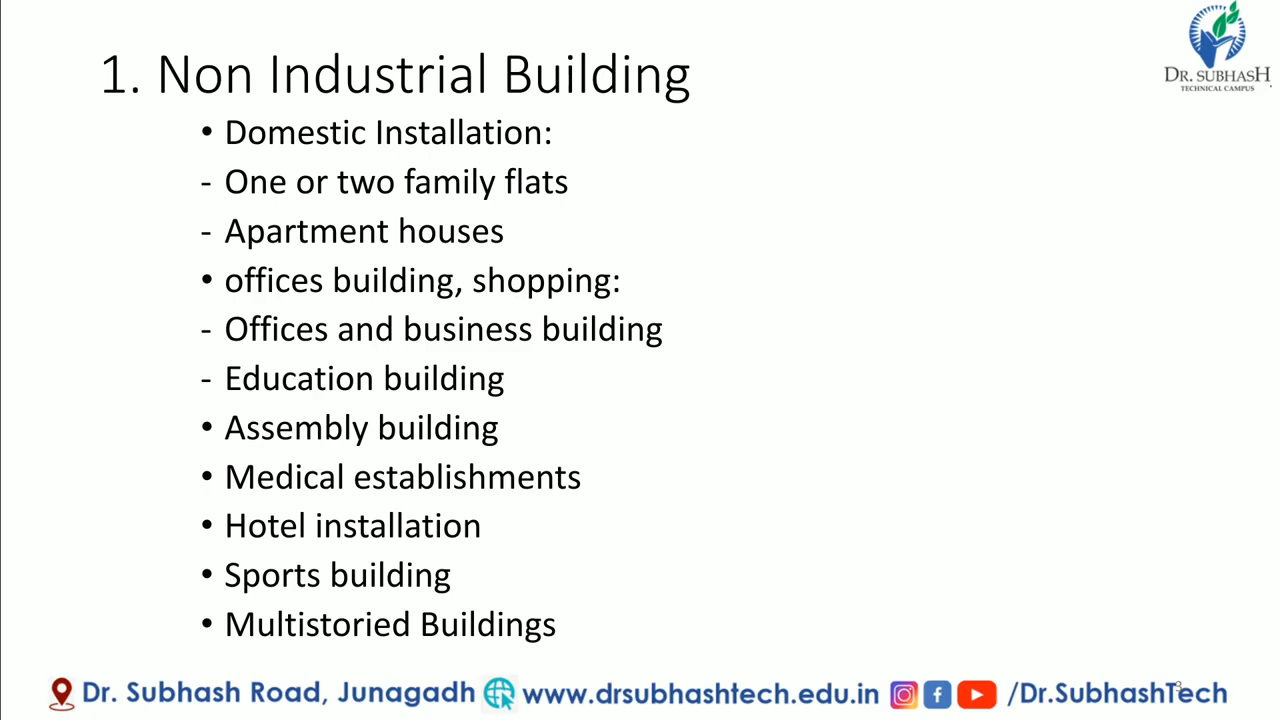 DR. SUBHASH
TECHNICAL CAMPUS
1. Non Industrial Building
• Domestic Installation:
- One or two family flats
- Apartment houses
• offices building, shopping:
- Offices and business building
- Education building
• Assembly building
• Medical establishments
• Hotel installation
• Sports building
• Multistoried Buildings
Dr. Subhash Road, Junagadh www.drsubhashtech.edu.in /Dr.SubhashTech
3